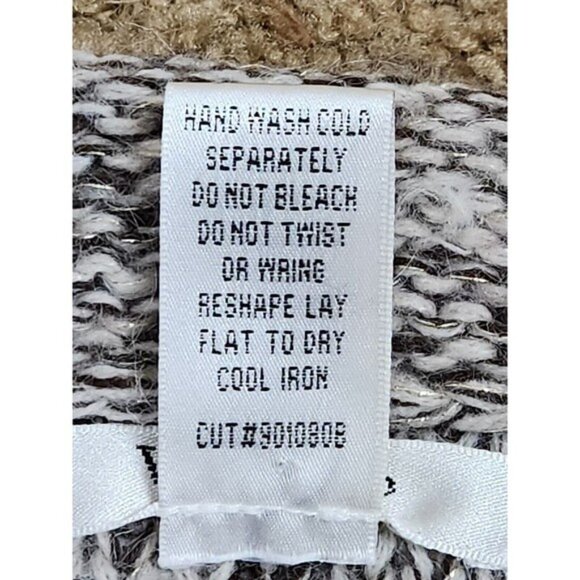 HAND WASH COLD
SEPARATELY
DO NOT BLEACH
DO NOT TWIST
OR WRING
RESHAPE LAY
FLAT TO DRY
COOL IRON
CUT#9010808